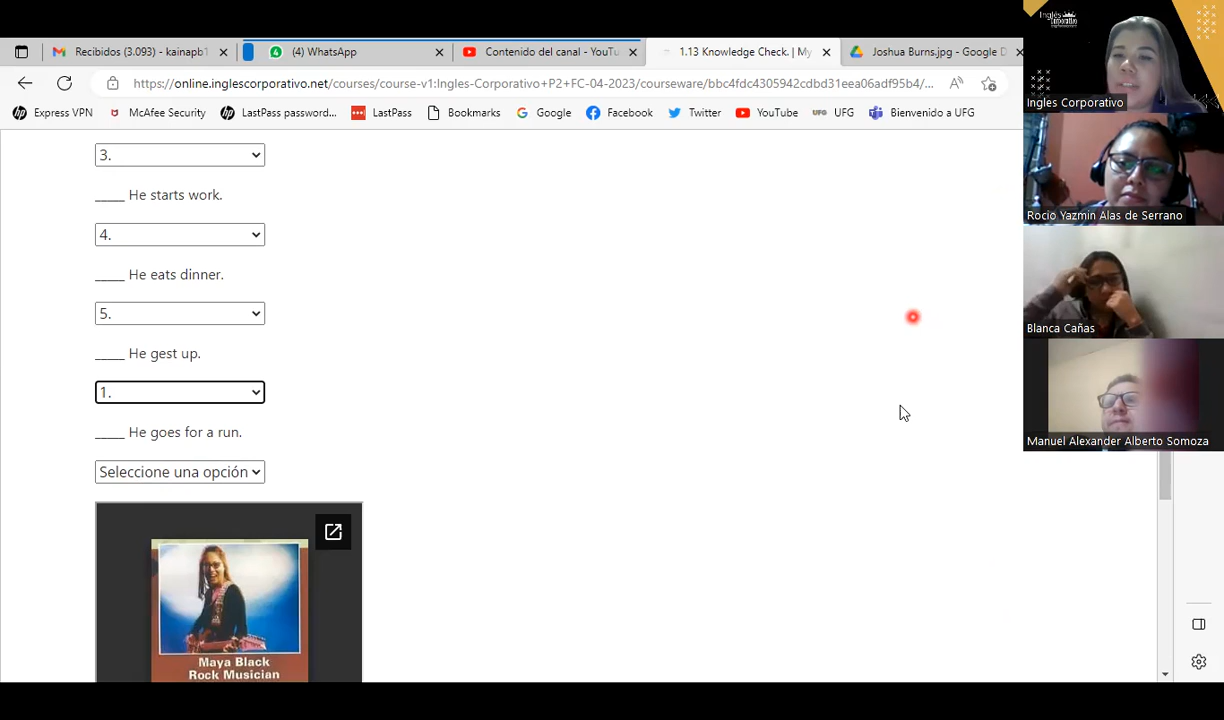 Recibidos (3.093) - kainapb1
(4) WhatsApp
Contenido del canal - YouTu
1.13 Knowledge Check. | My
Joshua Burns.jpg - Google D
https://online.inglescorporativo.net/courses/course-v1:Ingles-Corporativo+P2+FC-04-2023/courseware/bbc4fdc4305942cdbd31eea06adf95b4/...
Express VPN
McAfee Security
LastPass password...
LastPass
Bookmarks
Google
Facebook
Twitter
YouTube
UFG
Bienvenido a UFG
3.
_____ He starts work.
4.
_____ He eats dinner.
5.
_____ He gest up.
1.
_____ He goes for a run.
Seleccione una opción
Maya Black
Rock Musician
Inglés
Corporativo
Ingles Corporativo
Rocio Yazmin Alas de Serrano
Blanca Cañas
Manuel Alexander Alberto Somoza